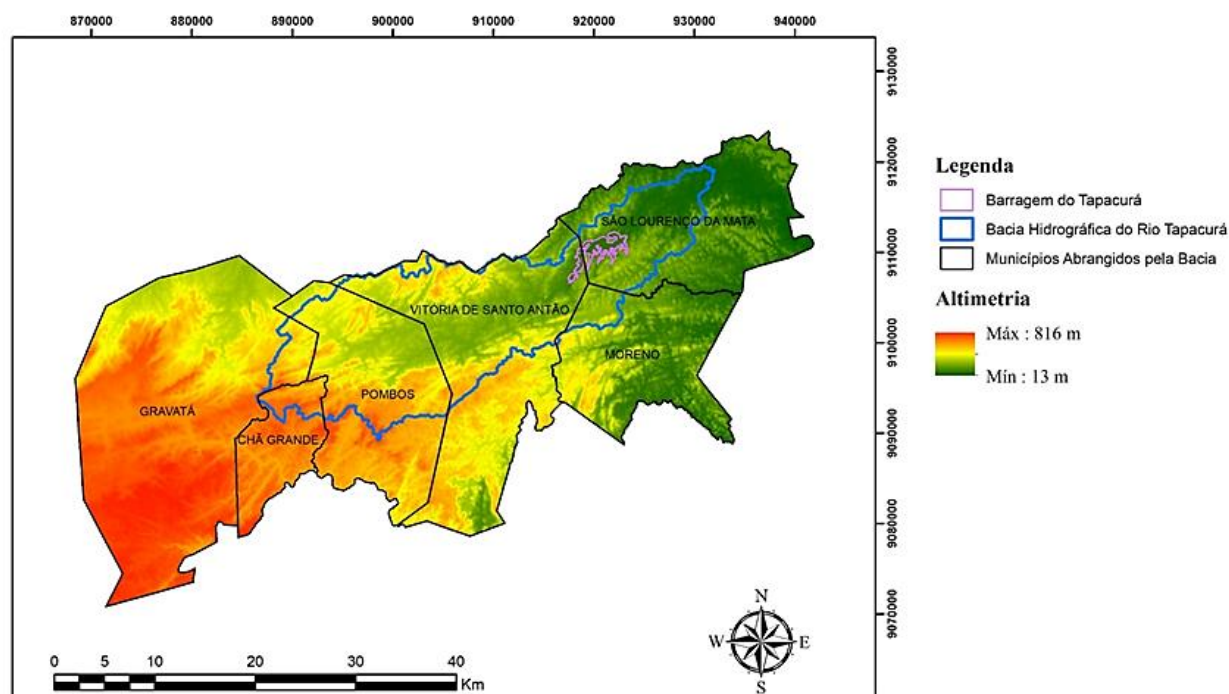 870000 880000 890000 900000 910000 920000 930000 940000
9130000
9120000
9110000
9100000
9090000
9080000
9070000
SÃO LOURENÇO DA MATA
VITÓRIA DE SANTO ANTÃO
MORENO
POMBOS
GRAVATÁ
CHÃ GRANDE
N
W E
S
0 5 10 20 30 40
Km
Legenda
Barragem do Tapacurá
Bacia Hidrográfica do Rio Tapacurá
Municípios Abrangidos pela Bacia
Altimetria
Máx : 816 m
Mín : 13 m